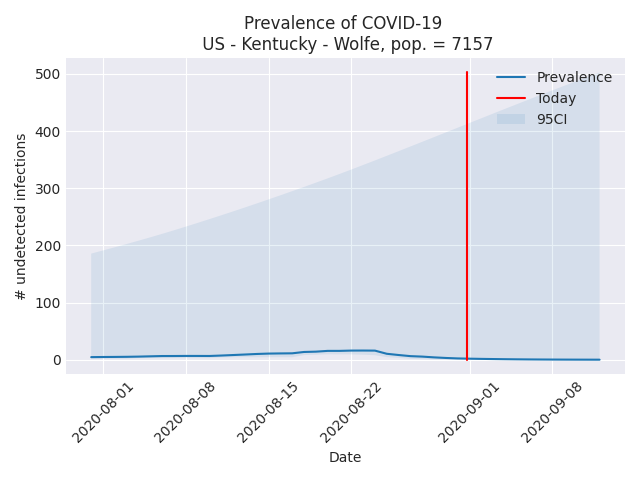 Prevalence of COVID-19
US - Kentucky - Wolfe, pop. = 7157
Prevalence
Today
95CI
# undetected infections
500
400
300
200
100
0
2020-08-01
2020-08-08
2020-08-15
2020-08-22
2020-09-01
2020-09-08
Date